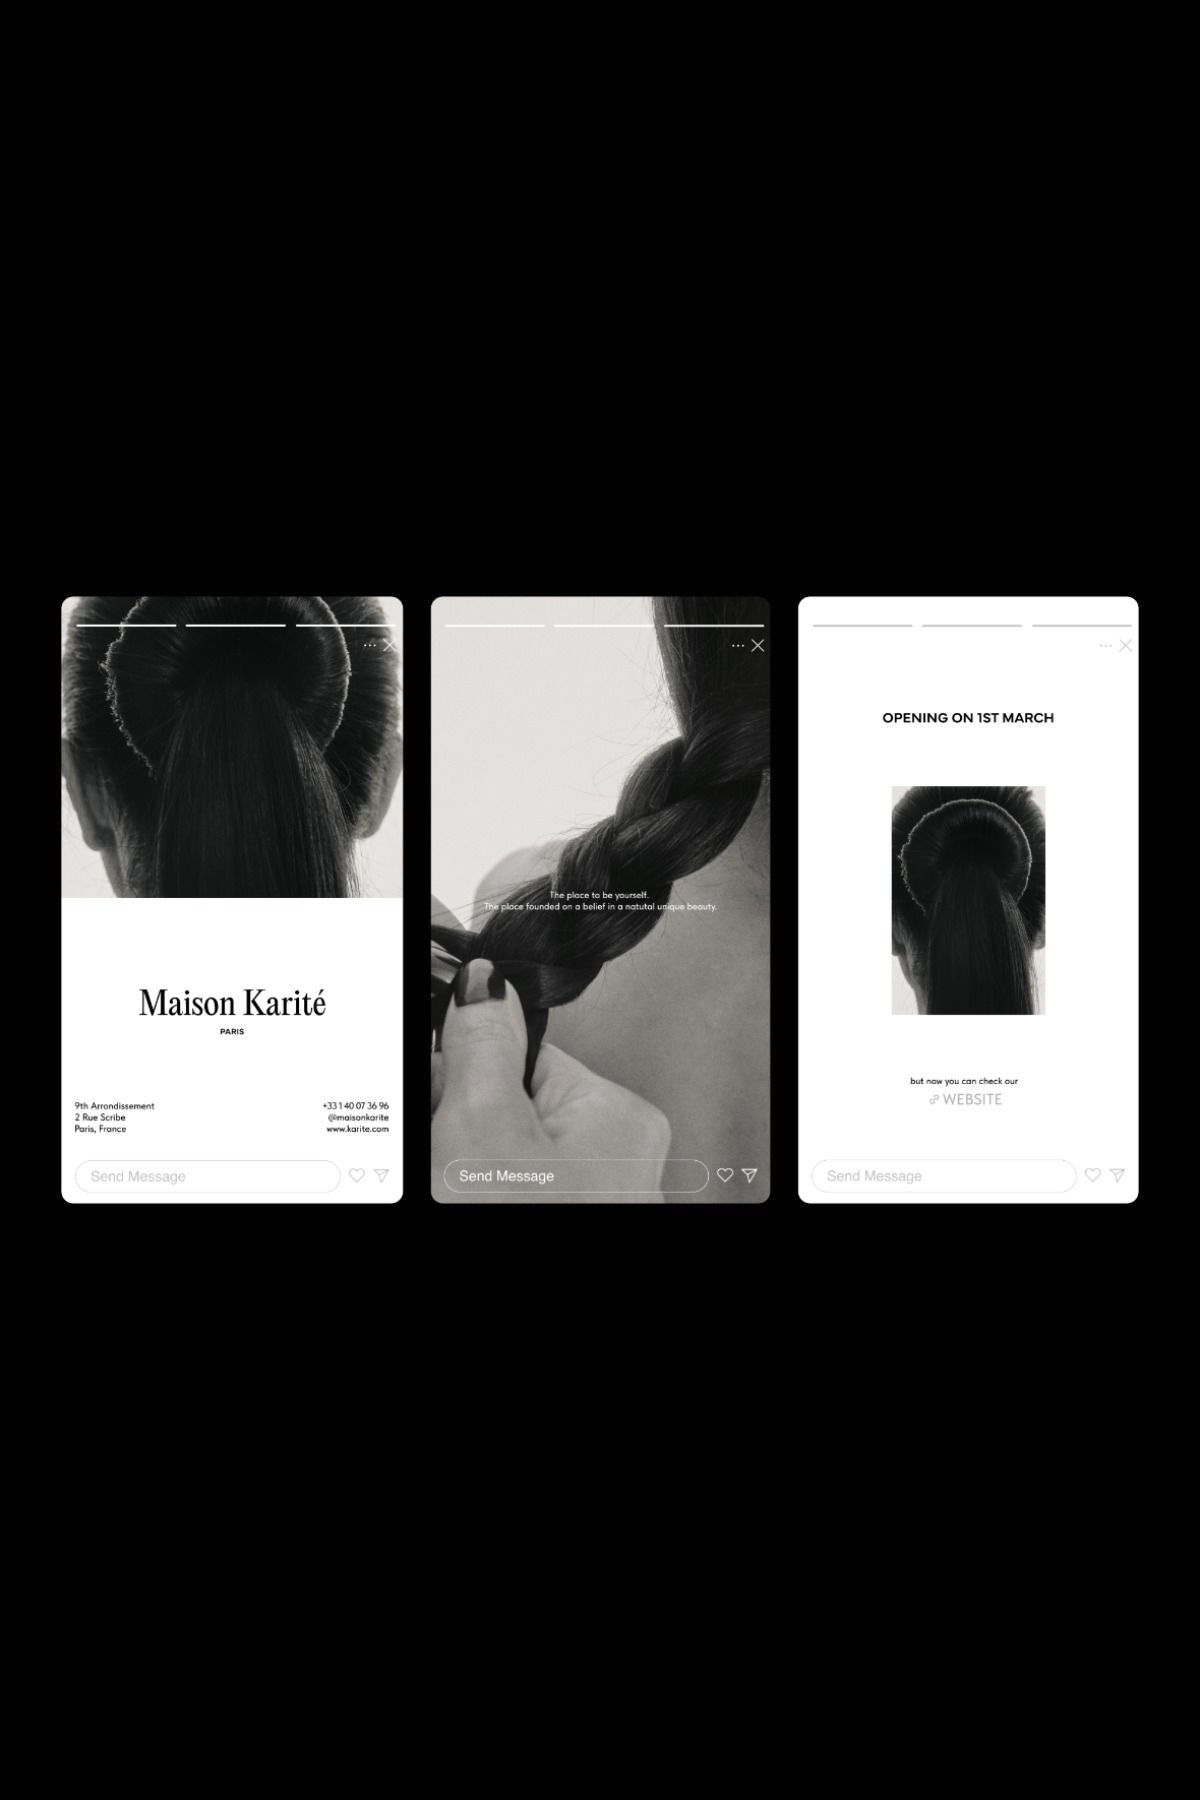 Maison Karité
PARIS
9th Arrondissement
2 Rue Scribe
Paris, France
+33 1 40 07 36 96
@maisonkarite
www.karite.com
Send Message
The place to be yourself.
The place founded on a belief in a natutal unique beauty.
Send Message
OPENING ON 1ST MARCH
but now you can check our
WEBSITE
Send Message